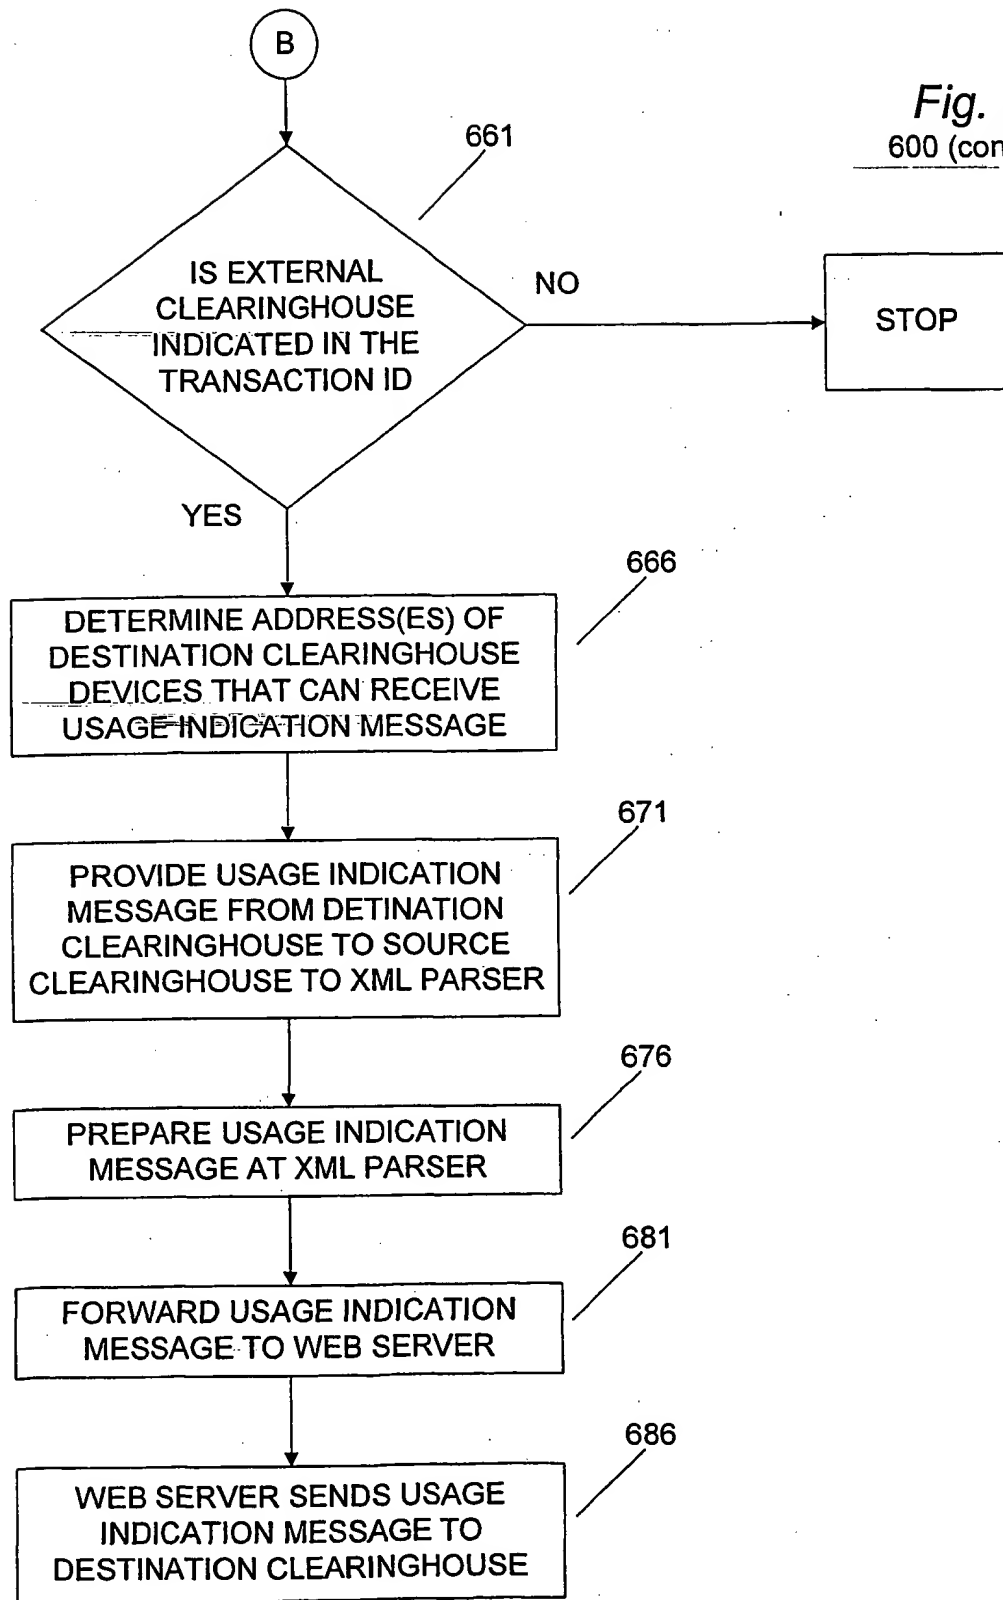 B
Fig.
600 (con
661
IS EXTERNAL
CLEARINGHOUSE
INDICATED IN THE
TRANSACTION ID
NO
STOP
YES
666
DETERMINE ADDRESS(ES) OF
DESTINATION CLEARINGHOUSE
DEVICES THAT CAN RECEIVE
USAGE INDICATION MESSAGE
671
PROVIDE USAGE INDICATION
MESSAGE FROM DETINATION
CLEARINGHOUSE TO SOURCE
CLEARINGHOUSE TO XML PARSER
676
PREPARE USAGE INDICATION
MESSAGE AT XML PARSER
681
FORWARD USAGE INDICATION
MESSAGE TO WEB SERVER
686
WEB SERVER SENDS USAGE
INDICATION MESSAGE TO
DESTINATION CLEARINGHOUSE